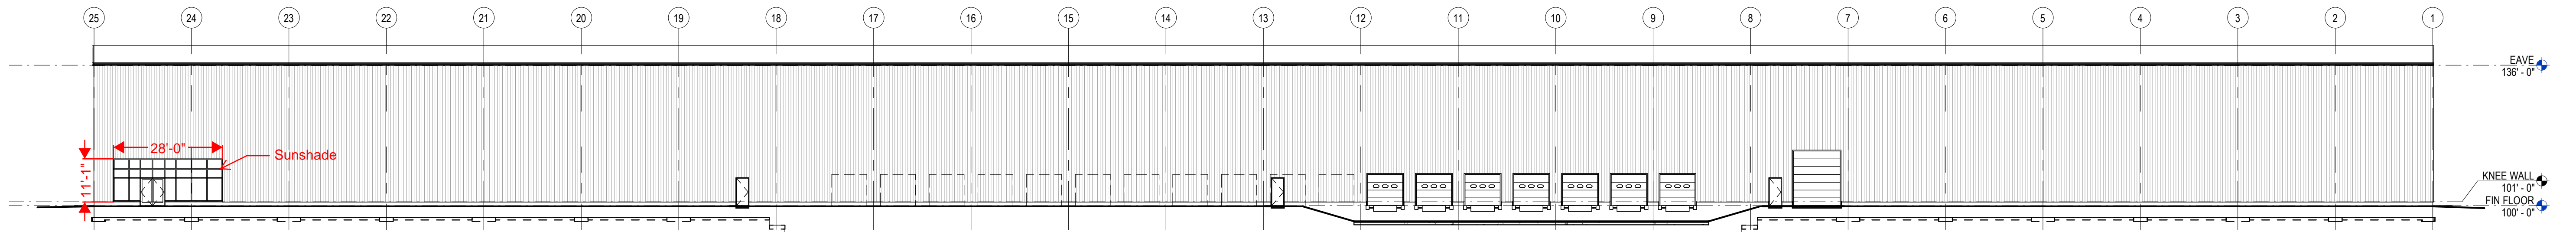 25 24 23 22 21 20 19 18 17 16 15 14 13 12 11 10 9 8 7 6 5 4 3 2 1
EAVE
136' - 0"
28'-0"
Sunshade
11'-1"
KNEE WALL
101' - 0"
FIN FLOOR
100' - 0"